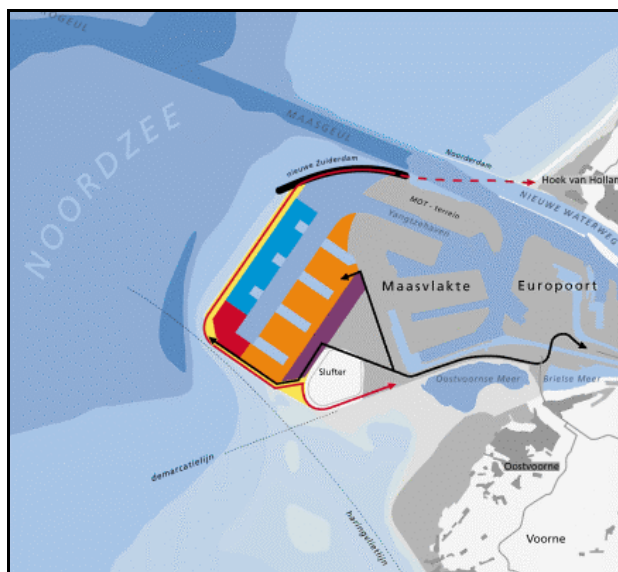 MAASGEUL
NOORDZEE
nieuwe Zuiderdam
Noorderdam
Hoek van Hollan
NIEUWE WATERWEG
MOT - terrein
Yangtzehaven
Maasvlakte
Europoort
Slufter
Oostvoornse Meer
Brielse Meer
demarcatielijn
Oostvoorne
haringvlietlijn
Voorne